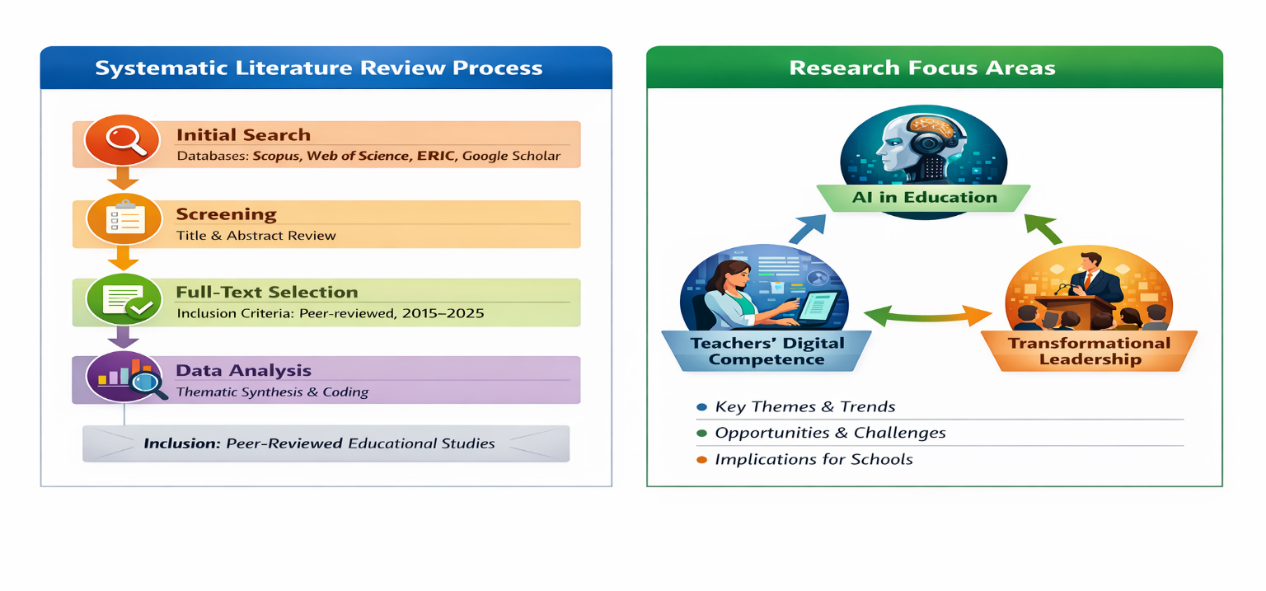 Systematic Literature Review Process
Initial Search
Databases: Scopus, Web of Science, ERIC, Google Scholar
Screening
Title & Abstract Review
Full-Text Selection
Inclusion Criteria: Peer-reviewed, 2015–2025
Data Analysis
Thematic Synthesis & Coding
Inclusion: Peer-Reviewed Educational Studies
Research Focus Areas
AI in Education
Teachers' Digital
Competence
Transformational
Leadership
Key Themes & Trends
Opportunities & Challenges
Implications for Schools